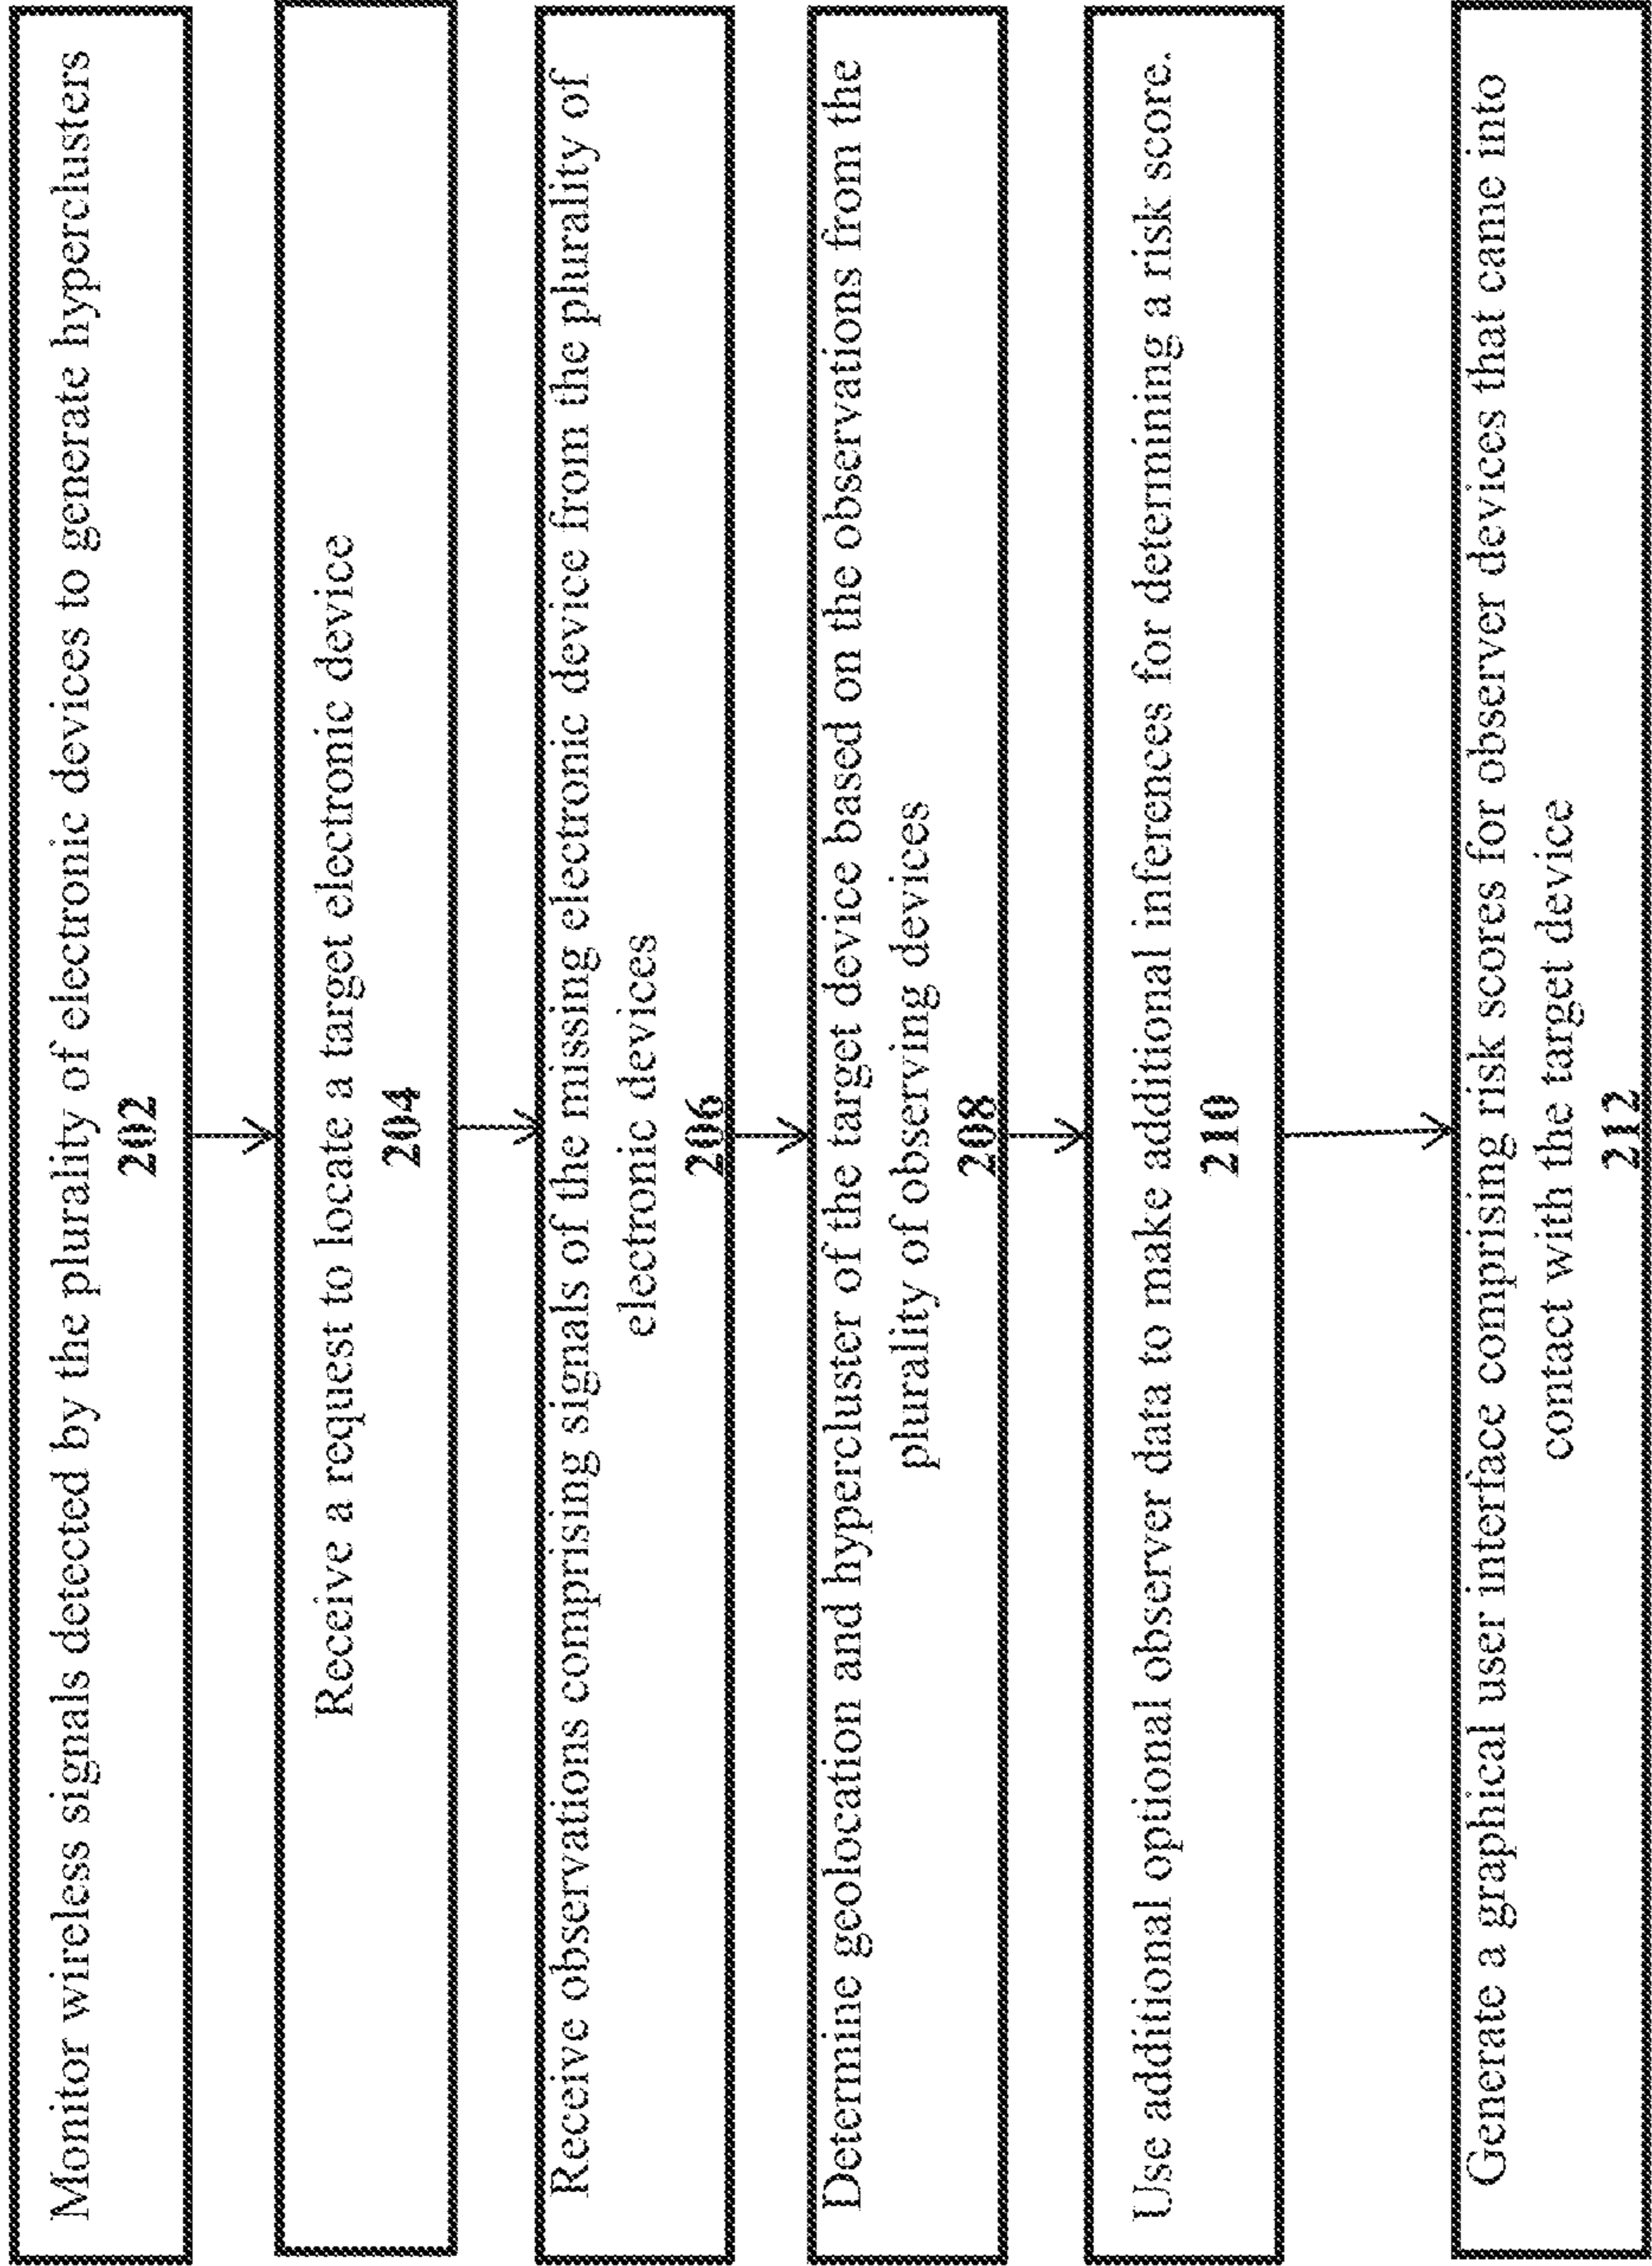 Monitor wireless signals detected by the plurality of electronic devices to generate hyperclusters
202
Receive a request to locate a target electronic device
204
Receive observations comprising signals of the missing electronic device from the plurality of
electronic devices
206
Determine geolocation and hypercluster of the target device based on the observations from the
plurality of observing devices
208
Use additional optional observer data to make additional inferences for determining a risk score.
210
Generate a graphical user interface comprising risk scores for observer devices that came into
contact with the target device
212